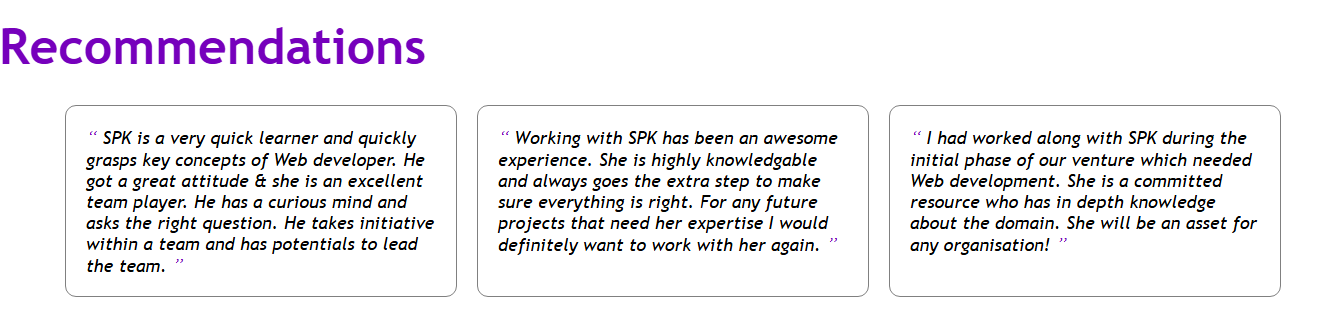 Recommendations
“ SPK is a very quick learner and quickly
grasps key concepts of Web developer. He
got a great attitude & she is an excellent
team player. He has a curious mind and
asks the right question. He takes initiative
within a team and has potentials to lead
the team. ”
“ Working with SPK has been an awesome
experience. She is highly knowledgable
and always goes the extra step to make
sure everything is right. For any future
projects that need her expertise I would
definitely want to work with her again. ”
“ I had worked along with SPK during the
initial phase of our venture which needed
Web development. She is a committed
resource who has in depth knowledge
about the domain. She will be an asset for
any organisation! ”